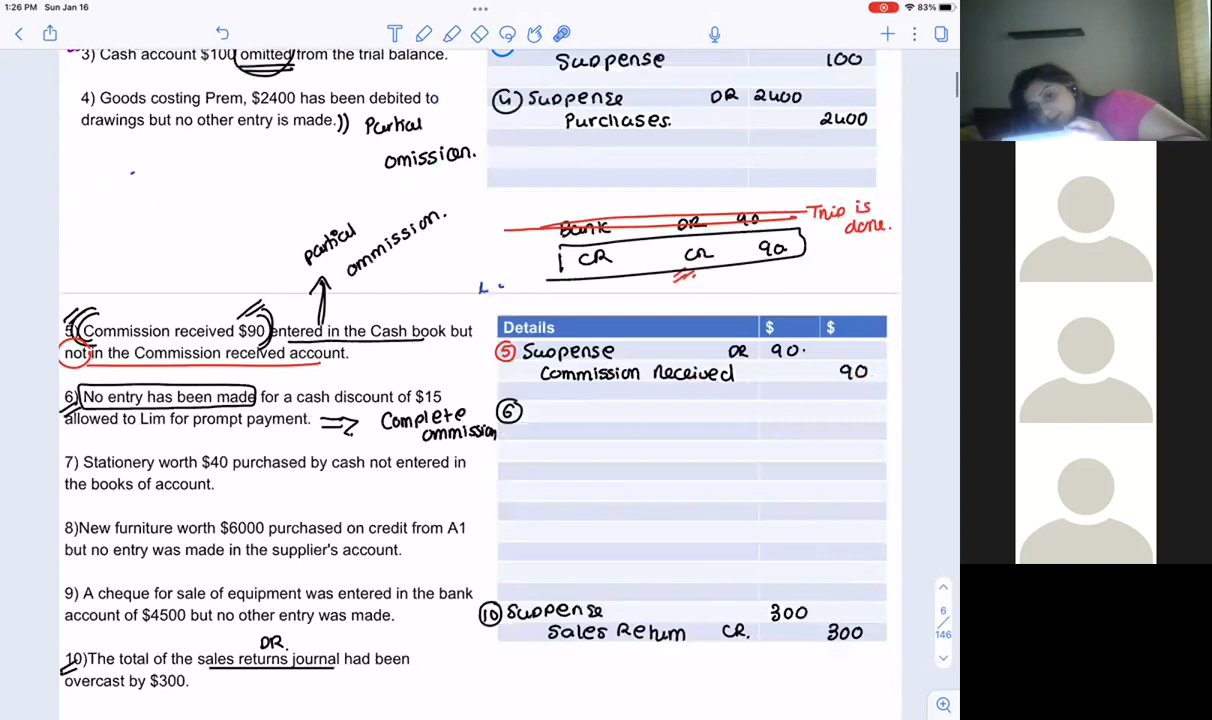 1:26 PM Sun Jan 16
83%
3) Cash account $100 omitted from the trial balance.
Suspense 100
4) Goods costing Prem, $2400 has been debited to
drawings but no other entry is made.
Partial
omission.
4 Suspense DR 2400
Purchases. 2400
Bank DR 90
CR CR 90
This is
done.
partial
ommission.
5) Commission received $90 entered in the Cash book but
not in the Commission received account.
6) No entry has been made for a cash discount of $15
allowed to Lim for prompt payment.
Complete
ommission
7) Stationery worth $40 purchased by cash not entered in
the books of account.
8)New furniture worth $6000 purchased on credit from A1
but no entry was made in the supplier's account.
9) A cheque for sale of equipment was entered in the bank
account of $4500 but no other entry was made.
DR.
10)The total of the sales returns journal had been
overcast by $300.
Details $ $
5 Suspense DR 90.
Commission Received 90
6
10 Suspense 300
Sales Return CR. 300
6
146